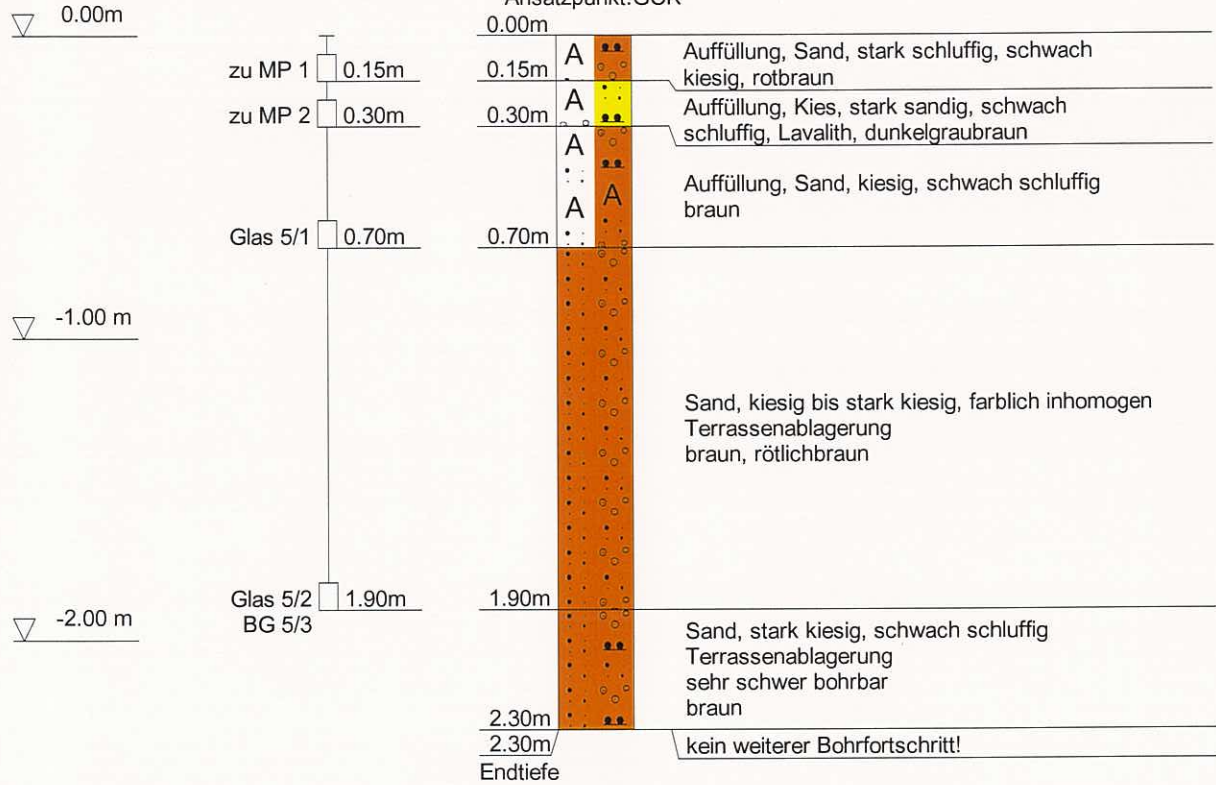 Ansatzpunkt:GOK
0.00m
0.00m
A
Auffüllung, Sand, stark schluffig, schwach
kiesig, rotbraun
zu MP 1 0.15m
0.15m
A
Auffüllung, Kies, stark sandig, schwach
schluffig, Lavalith, dunkelgraubraun
zu MP 2 0.30m
0.30m
A
A
A
Auffüllung, Sand, kiesig, schwach schluffig
braun
Glas 5/1 0.70m
0.70m
-1.00 m
Sand, kiesig bis stark kiesig, farblich inhomogen
Terrassenablagerung
braun, rötlichbraun
Glas 5/2 1.90m
BG 5/3
1.90m
-2.00 m
Sand, stark kiesig, schwach schluffig
Terrassenablagerung
sehr schwer bohrbar
braun
2.30m
2.30m
kein weiterer Bohrfortschritt!
Endtiefe